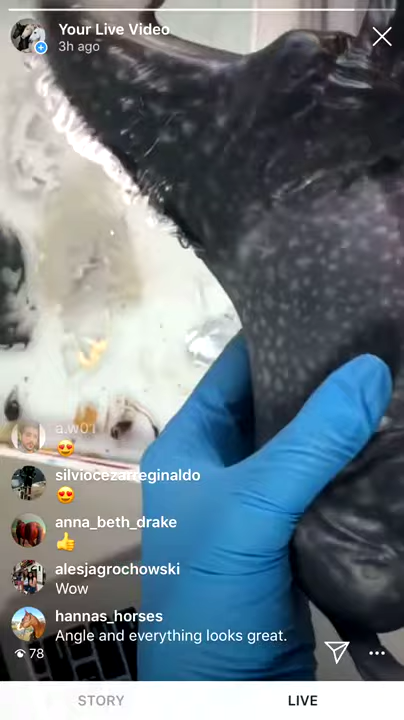 Your Live Video
3h ago
a.w01
silviocezarreginaldo
anna_beth_drake
alesjagrochowski
Wow
hannas_horses
Angle and everything looks great.
78
STORY
LIVE